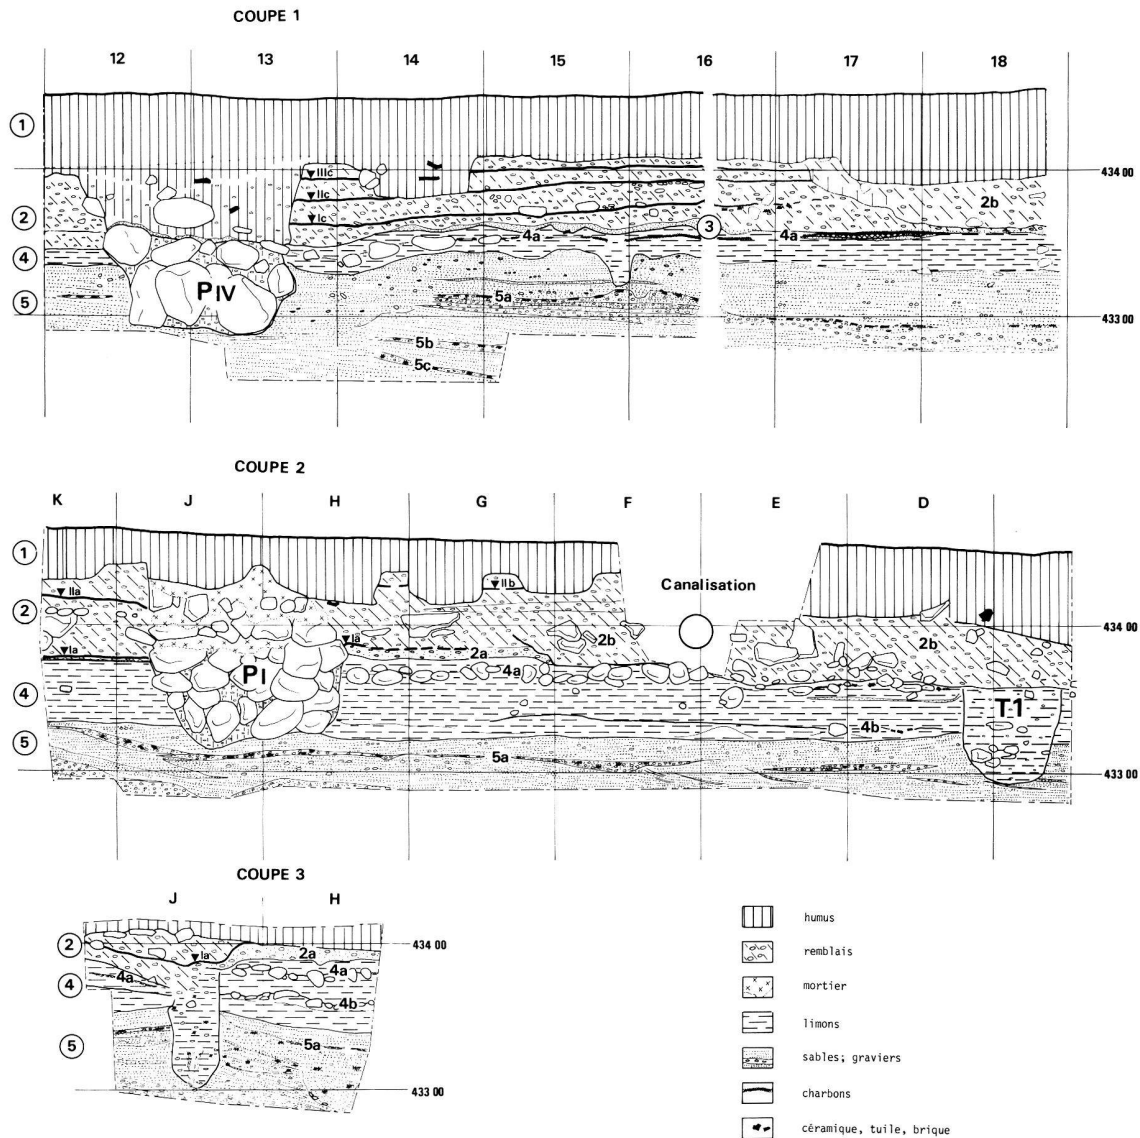 COUPE 1
12 13 14 15 16 17 18
1
IIIc
434 00
IIc
2b
2
Ic
3
4a 4a
4
PIV
5
5a
433 00
5b
5c
COUPE 2
K J H G F E D
1
IIa
IIb
Canalisation
2
Ia
2b
2b
434 00
Ia
2a
PI
4a
4
T1
4b
5
5a
433 00
COUPE 3
J H
2
434 00
Ia
2a
4a
4a
4
4b
5
5a
433 00
humus
remblais
mortier
limons
sables; graviers
charbons
céramique, tuile, brique